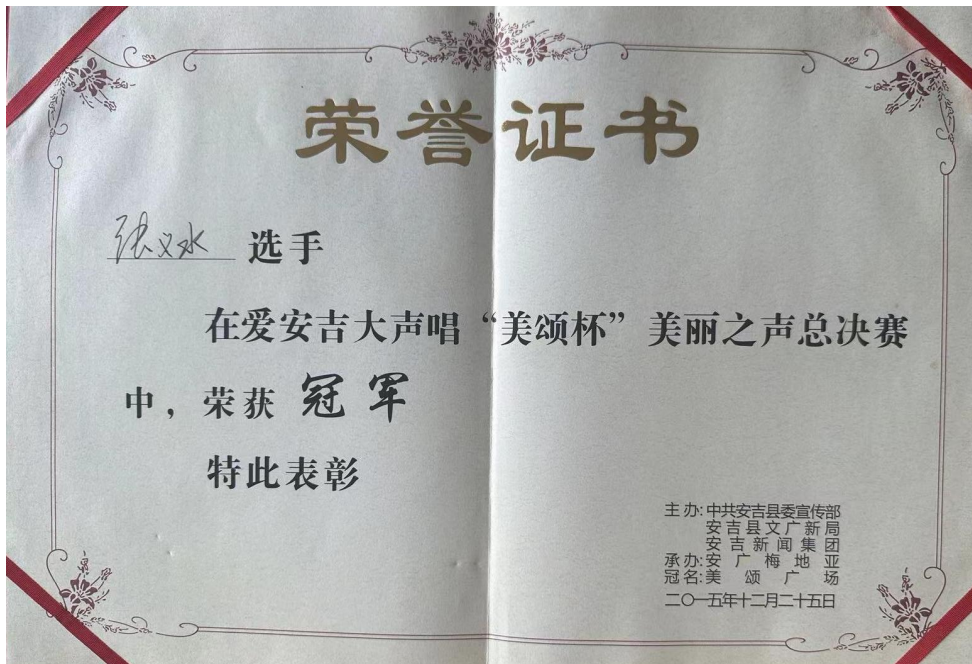 荣誉证书
张义水 选手
在爱安吉大声唱“美颂杯”美丽之声总决赛
中，荣获 冠军
特此表彰
主办:中共安吉县委宣传部
安吉县文广新局
安吉新闻集团
承办:安广梅地亚
冠名:美颂广场
二〇一五年十二月二十五日